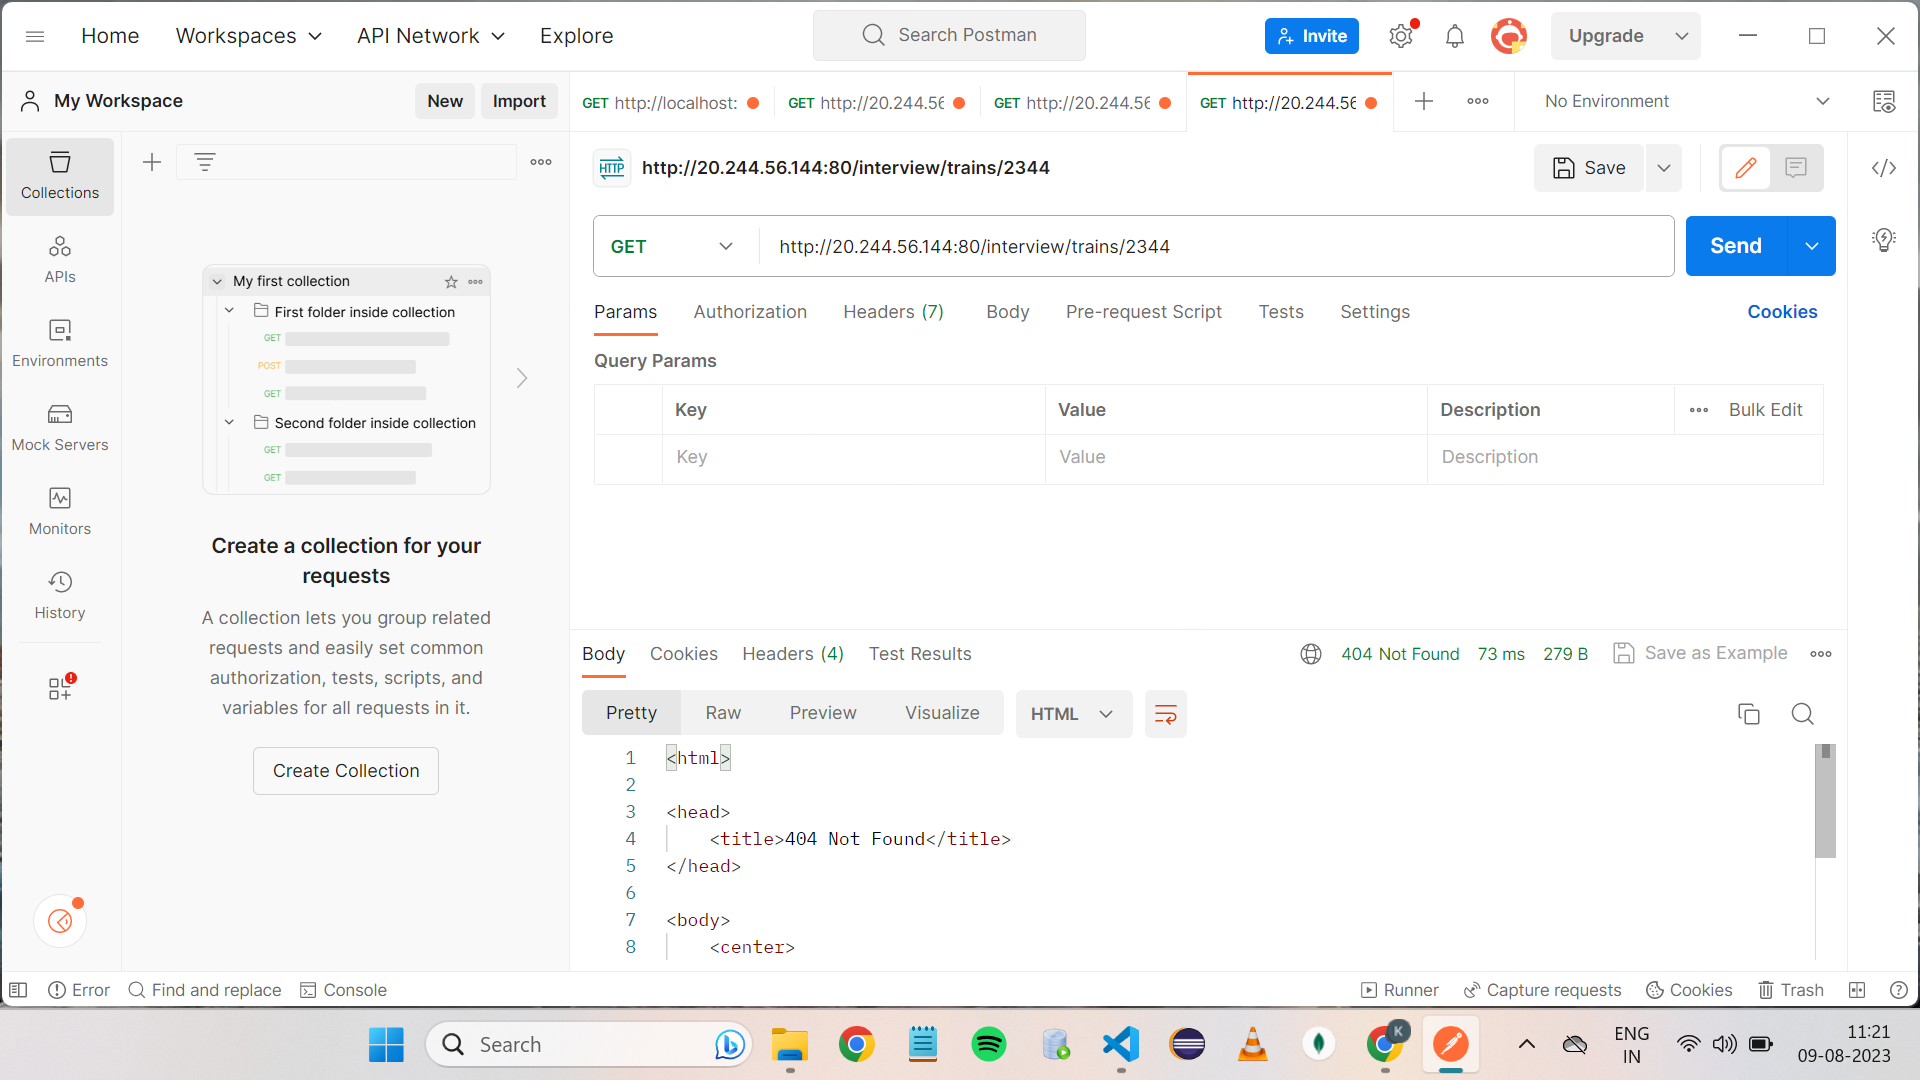 Home
Workspaces
API Network
Explore
Search Postman
Invite
Upgrade
My Workspace
New
Import
GET http://localhost:
GET http://20.244.56
GET http://20.244.56
GET http://20.244.56
No Environment
Collections
APIs
Environments
Mock Servers
Monitors
History
My first collection
First folder inside collection
GET
POST
GET
Second folder inside collection
GET
GET
Create a collection for your
requests
A collection lets you group related
requests and easily set common
authorization, tests, scripts, and
variables for all requests in it.
Create Collection
HTTP
http://20.244.56.144:80/interview/trains/2344
Save
GET
http://20.244.56.144:80/interview/trains/2344
Send
Params
Authorization
Headers (7)
Body
Pre-request Script
Tests
Settings
Cookies
Query Params
Key
Value
Description
Bulk Edit
Key
Value
Description
Body
Cookies
Headers (4)
Test Results
404 Not Found
73 ms
279 B
Save as Example
Pretty
Raw
Preview
Visualize
HTML
1 <html>
2
3 <head>
4 <title>404 Not Found</title>
5 </head>
6
7 <body>
8 <center>
Error
Find and replace
Console
Runner
Capture requests
Cookies
Trash
Search
K
ENG
IN
11:21
09-08-2023